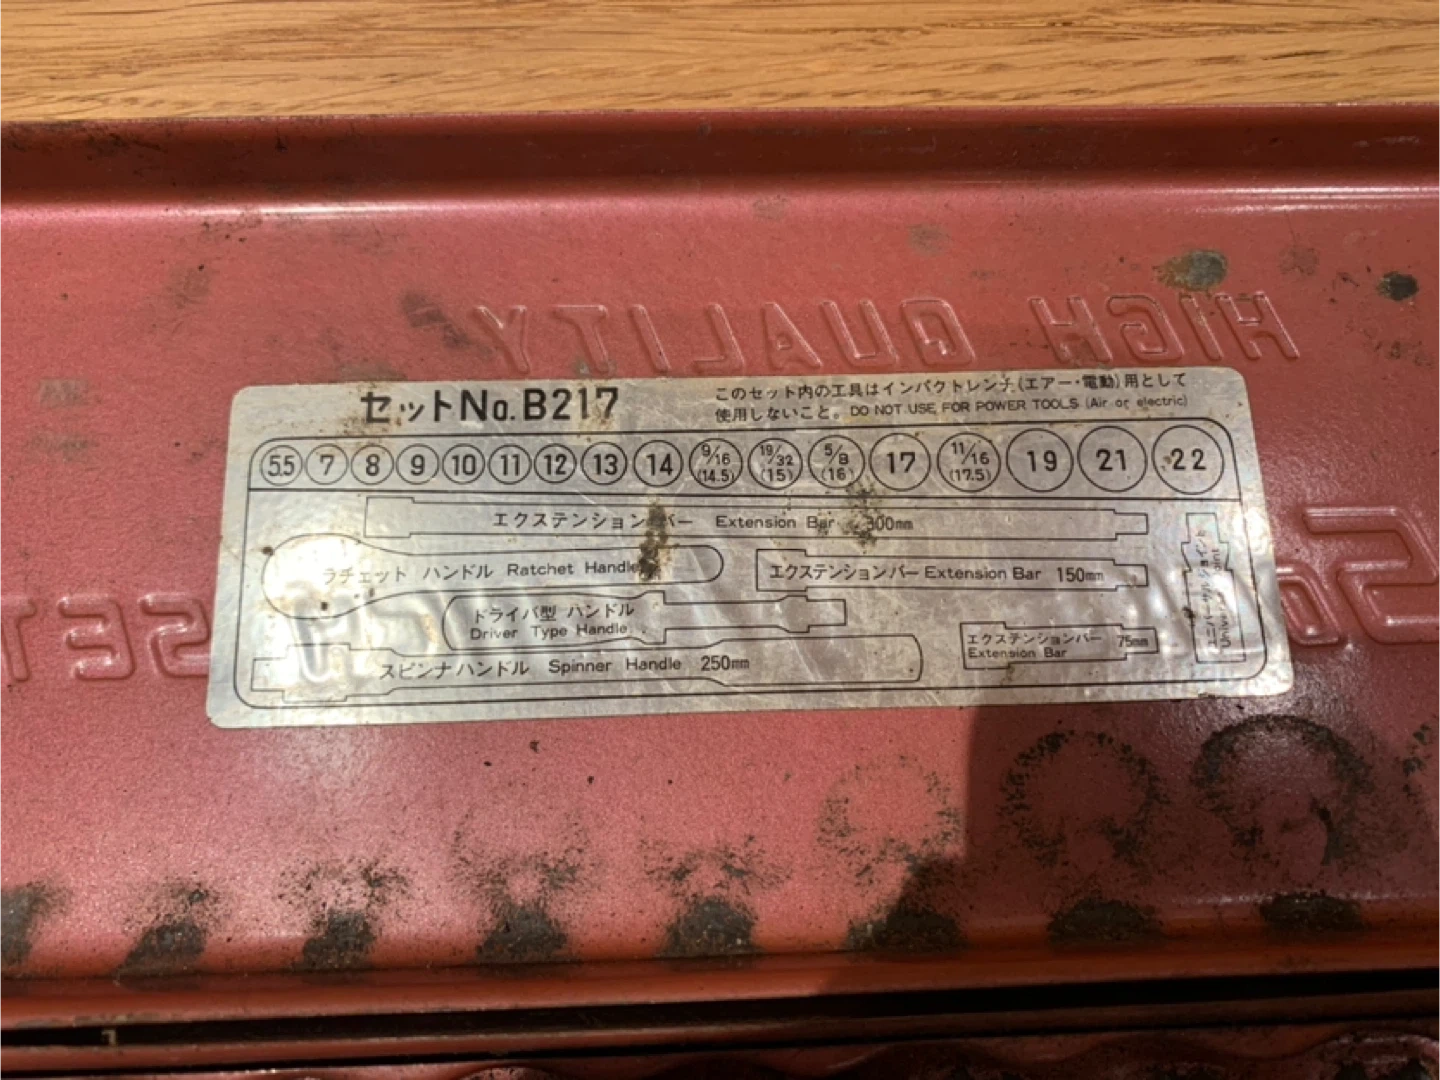 HIGH QUALITY
セットNo.B217
このセット内の工具はインパクトレンチ(エアー・電動)用として
使用しないこと。DO NOT USE FOR POWER TOOLS (Air or electric)
5.5 7 8 9 10 11 12 13 14 9/16 (14.5) 19/32 (15) 5/8 (16) 17 11/16 (17.5) 19 21 22
エクステンションバー Extension Bar 300mm
ラチェット ハンドル Ratchet Handle
エクステンションバー Extension Bar 150mm
ドライバ型 ハンドル
Driver Type Handle
エクステンションバー 75mm
Extension Bar
スピンナハンドル Spinner Handle 250mm
ユニバーサルジョイント
SET